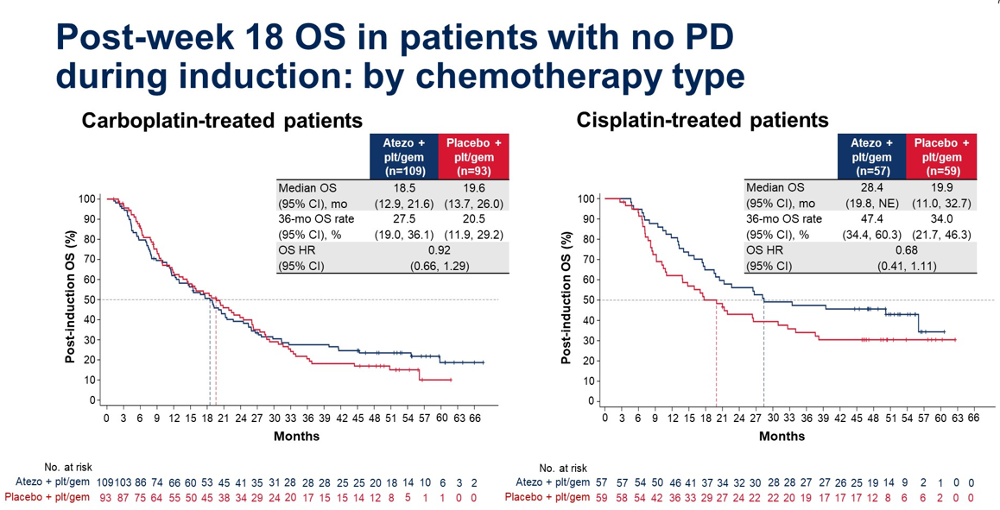 Post-week 18 OS in patients with no PD
during induction: by chemotherapy type
Carboplatin-treated patients
Atezo + Placebo +
plt/gem plt/gem
(n=109) (n=93)
Median OS 18.5 19.6
(95% CI), mo (12.9, 21.6) (13.7, 26.0)
36-mo OS rate 27.5 20.5
(95% CI), % (19.0, 36.1) (11.9, 29.2)
OS HR 0.92
(95% CI) (0.66, 1.29)
Post-induction OS (%)
100
90
80
70
60
50
40
30
20
10
0
0 3 6 9 12 15 18 21 24 27 30 33 36 39 42 45 48 51 54 57 60 63 66
Months
No. at risk
Atezo + plt/gem 109 103 86 74 66 60 53 45 41 35 31 28 28 28 25 25 20 18 14 10 6 3 2
Placebo + plt/gem 93 87 75 64 55 50 45 38 34 29 24 20 17 15 15 14 12 8 5 1 1 0 0
Cisplatin-treated patients
Atezo + Placebo +
plt/gem plt/gem
(n=57) (n=59)
Median OS 28.4 19.9
(95% CI), mo (19.8, NE) (11.0, 32.7)
36-mo OS rate 47.4 34.0
(95% CI), % (34.4, 60.3) (21.7, 46.3)
OS HR 0.68
(95% CI) (0.41, 1.11)
Post-induction OS (%)
100
90
80
70
60
50
40
30
20
10
0
0 3 6 9 12 15 18 21 24 27 30 33 36 39 42 45 48 51 54 57 60 63 66
Months
No. at risk
Atezo + plt/gem 57 57 54 50 46 41 37 34 32 30 28 28 27 27 26 25 19 14 9 2 1 0 0
Placebo + plt/gem 59 58 54 42 36 33 29 27 24 22 22 20 19 17 17 17 12 8 6 6 2 0 0